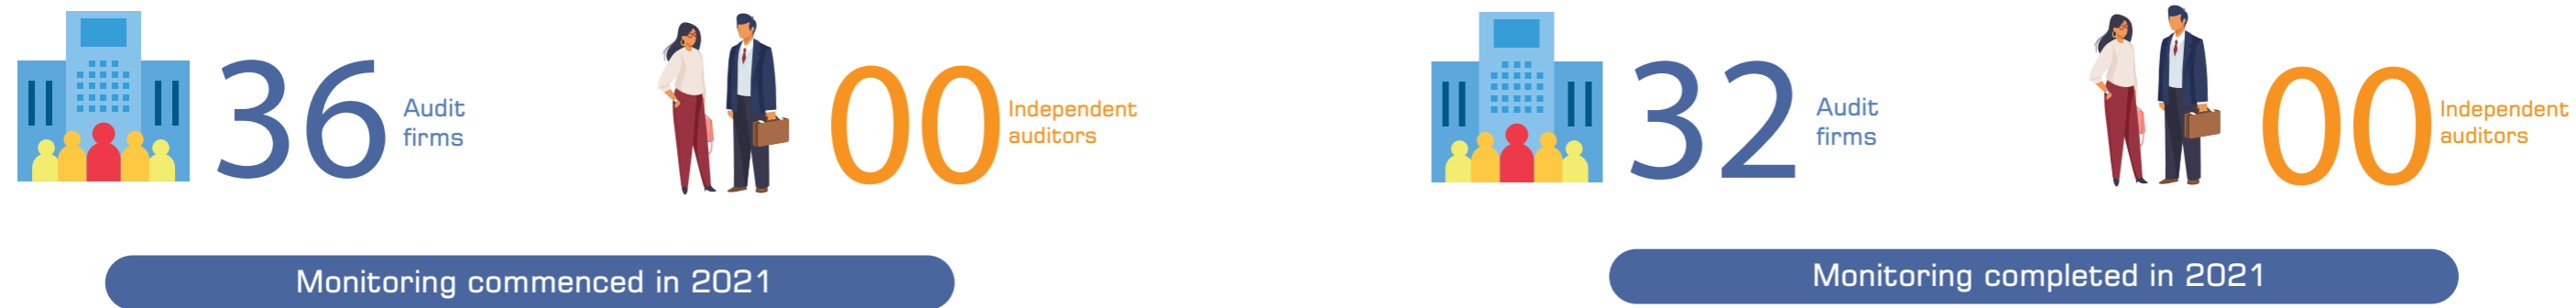 36
Audit
firms
00
Independent
auditors
Monitoring commenced in 2021
32
Audit
firms
00
Independent
auditors
Monitoring completed in 2021